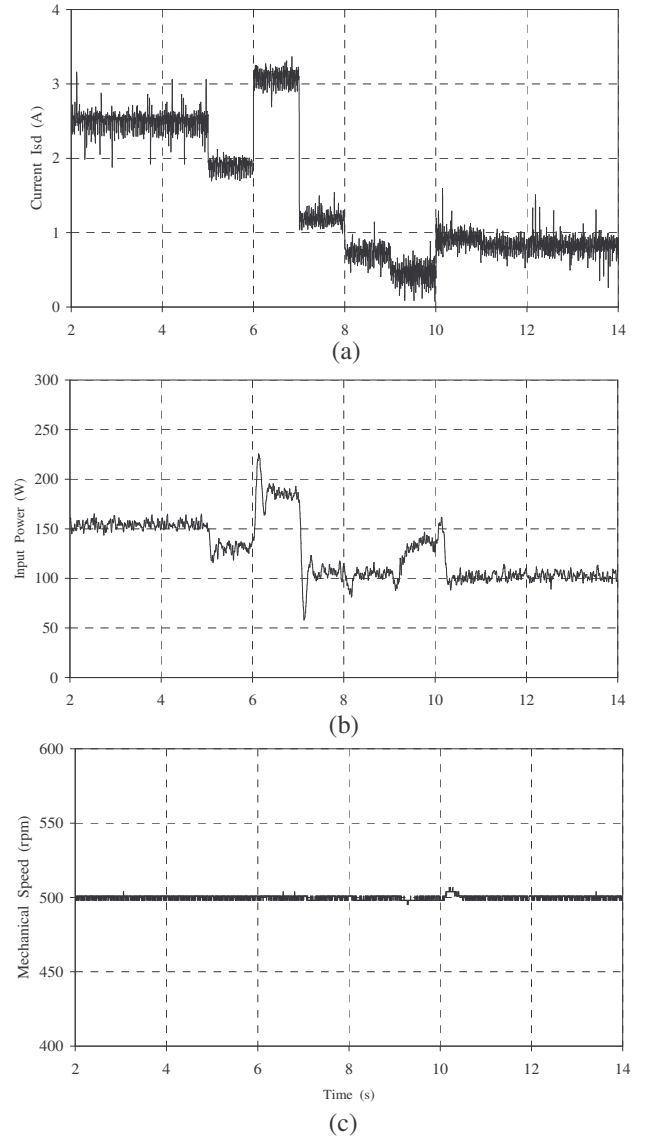 4
3
2
1
0
Current Isd (A)
2 4 6 8 10 12 14
(a)
300
250
200
150
100
50
0
Input Power (W)
2 4 6 8 10 12 14
(b)
600
550
500
450
400
Mechanical Speed (rpm)
2 4 6 8 10 12 14
Time (s)
(c)